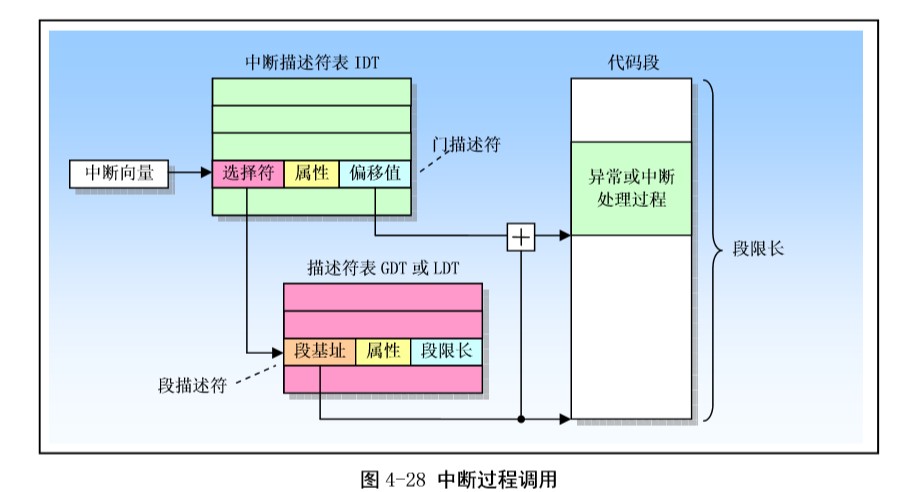 中断描述符表 IDT
代码段
门描述符
中断向量
选择符
属性
偏移值
异常或中断
处理过程
段限长
描述符表 GDT 或 LDT
段基址
属性
段限长
段描述符
图 4-28 中断过程调用